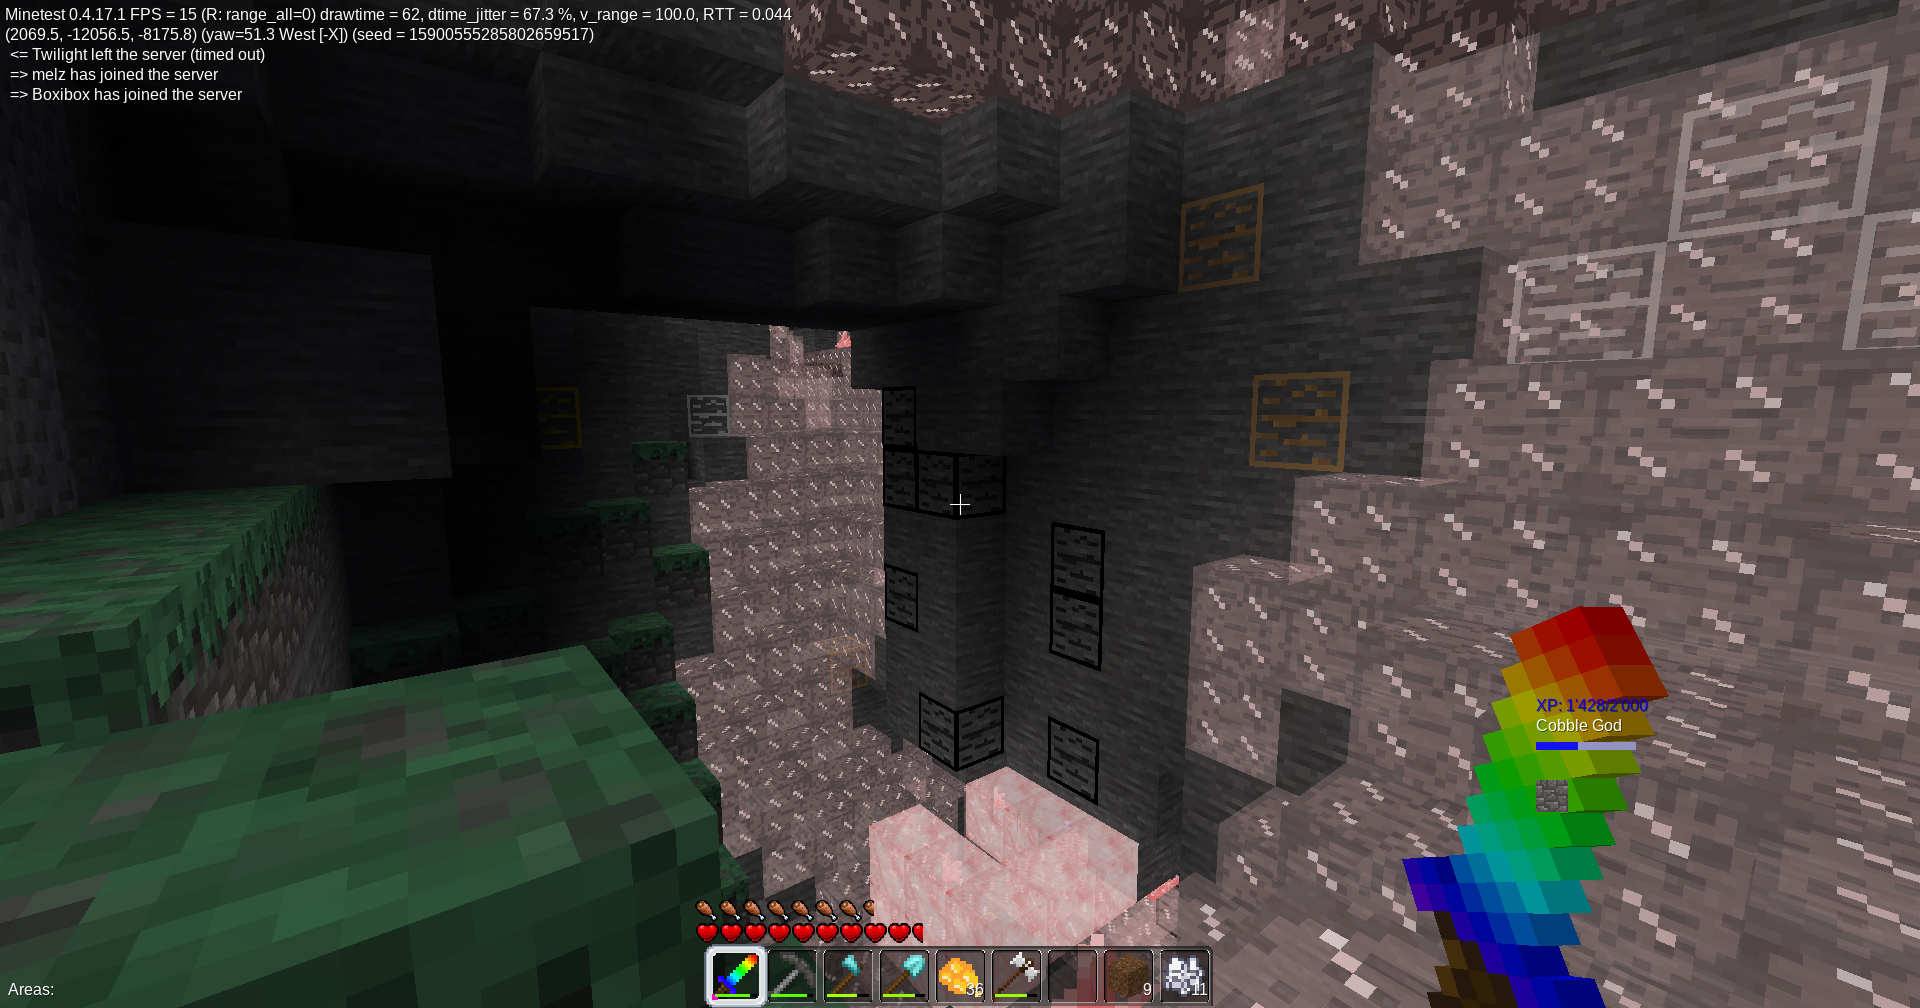 Minetest 0.4.17.1 FPS = 15 (R: range_all=0) drawtime = 62, dtime_jitter = 67.3 %, v_range = 100.0, RTT = 0.044
(2069.5, -12056.5, -8175.8) (yaw=51.3 West [-X]) (seed = 15900555285802659517)
<= Twilight left the server (timed out)
=> melz has joined the server
=> Boxibox has joined the server
XP: 1'428/2'000
Cobble God
36
9
11
Areas: